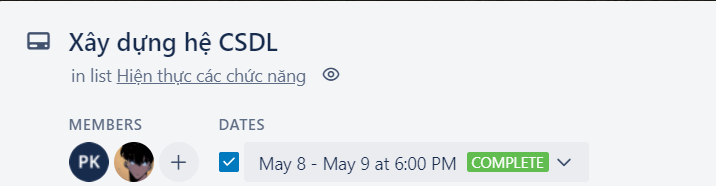 Xây dựng hệ CSDL
in list Hiện thực các chức năng
MEMBERS DATES
PK + May 8 - May 9 at 6:00 PM COMPLETE